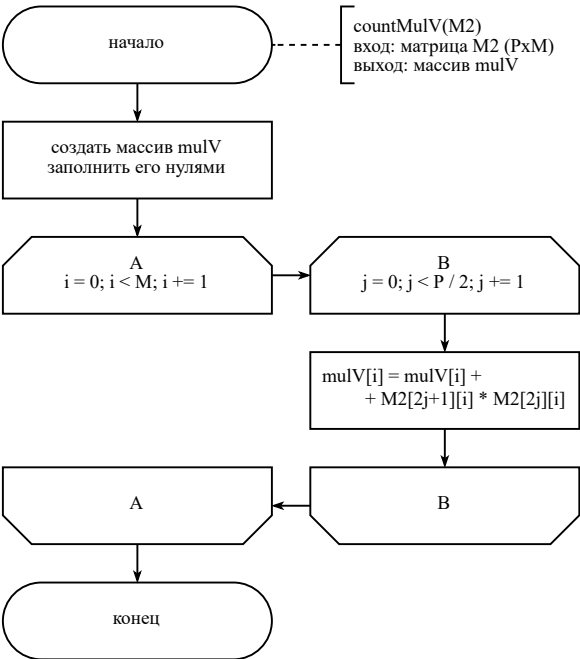 начало
countMulV(M2)
вход: матрица M2 (PxM)
выход: массив mulV
создать массив mulV
заполнить его нулями
A
i = 0; i < M; i += 1
B
j = 0; j < P / 2; j += 1
mulV[i] = mulV[i] +
+ M2[2j+1][i] * M2[2j][i]
A
B
конец